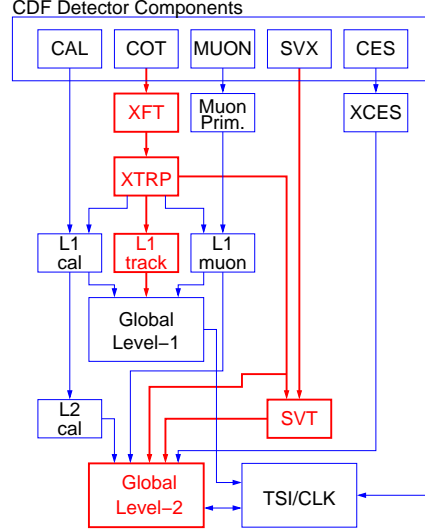 CDF Detector Components
CAL
COT
MUON
SVX
CES
XFT
Muon
Prim.
XCES
XTRP
L1
cal
L1
track
L1
muon
Global
Level−1
L2
cal
SVT
Global
Level−2
TSI/CLK